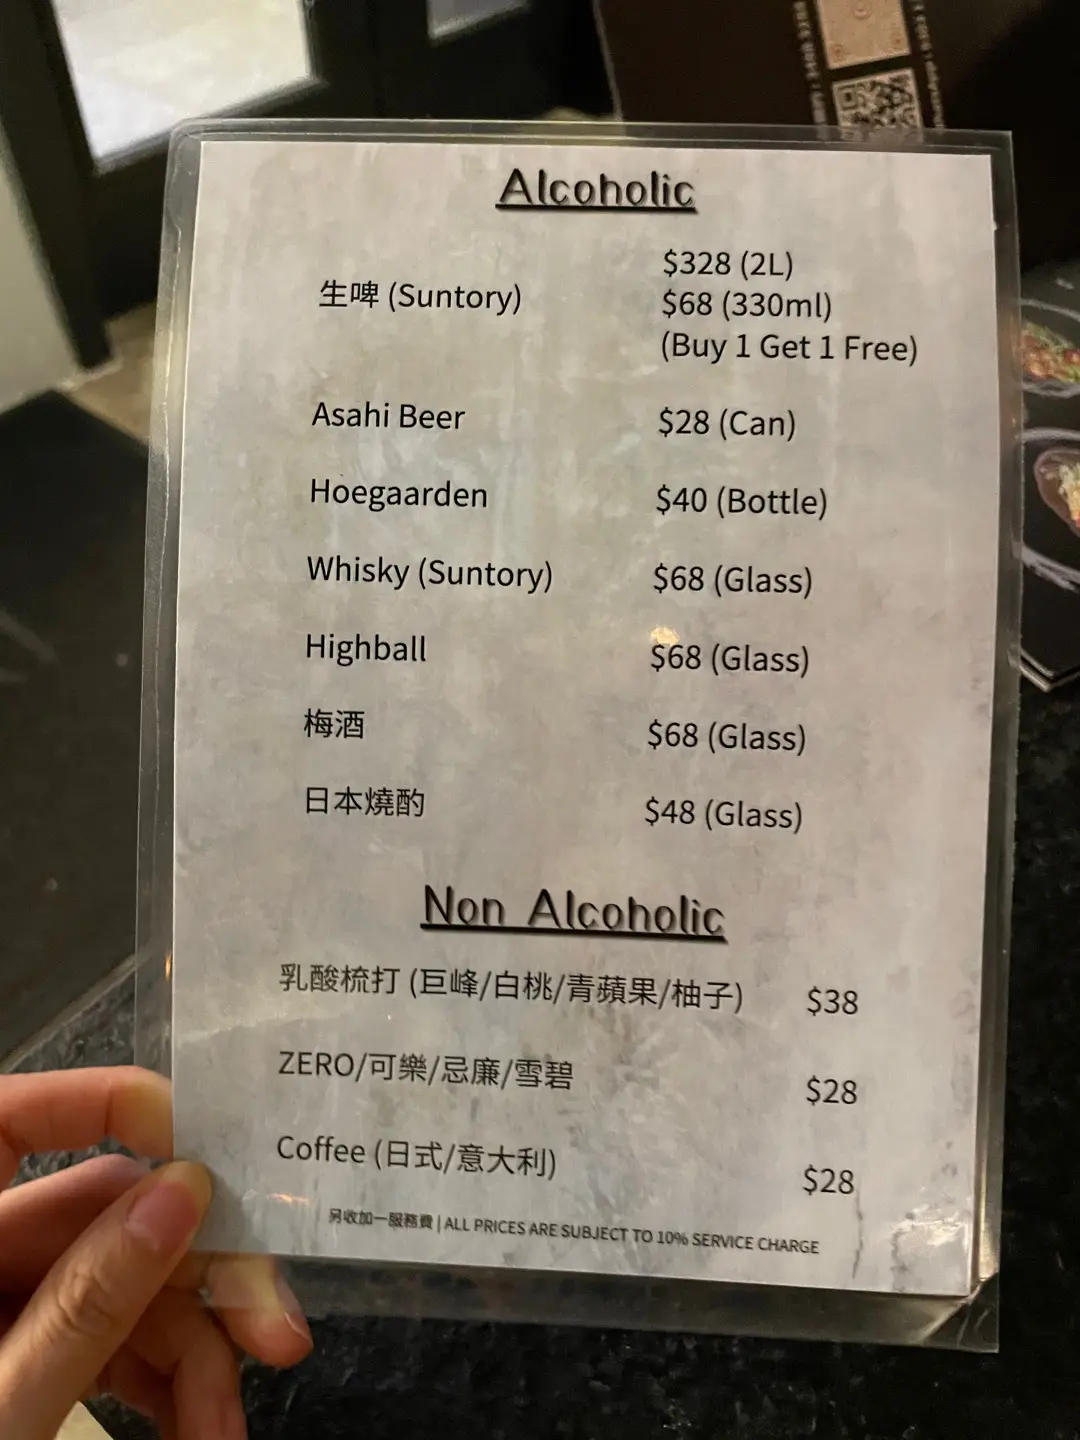 Alcoholic
生啤 (Suntory)
$328 (2L)
$68 (330ml)
(Buy 1 Get 1 Free)
Asahi Beer $28 (Can)
Hoegaarden $40 (Bottle)
Whisky (Suntory) $68 (Glass)
Highball $68 (Glass)
梅酒 $68 (Glass)
日本燒酌 $48 (Glass)
Non Alcoholic
乳酸梳打 (巨峰/白桃/青蘋果/柚子) $38
ZERO/可樂/忌廉/雪碧 $28
Coffee (日式/意大利) $28
另收加一服務費 | ALL PRICES ARE SUBJECT TO 10% SERVICE CHARGE